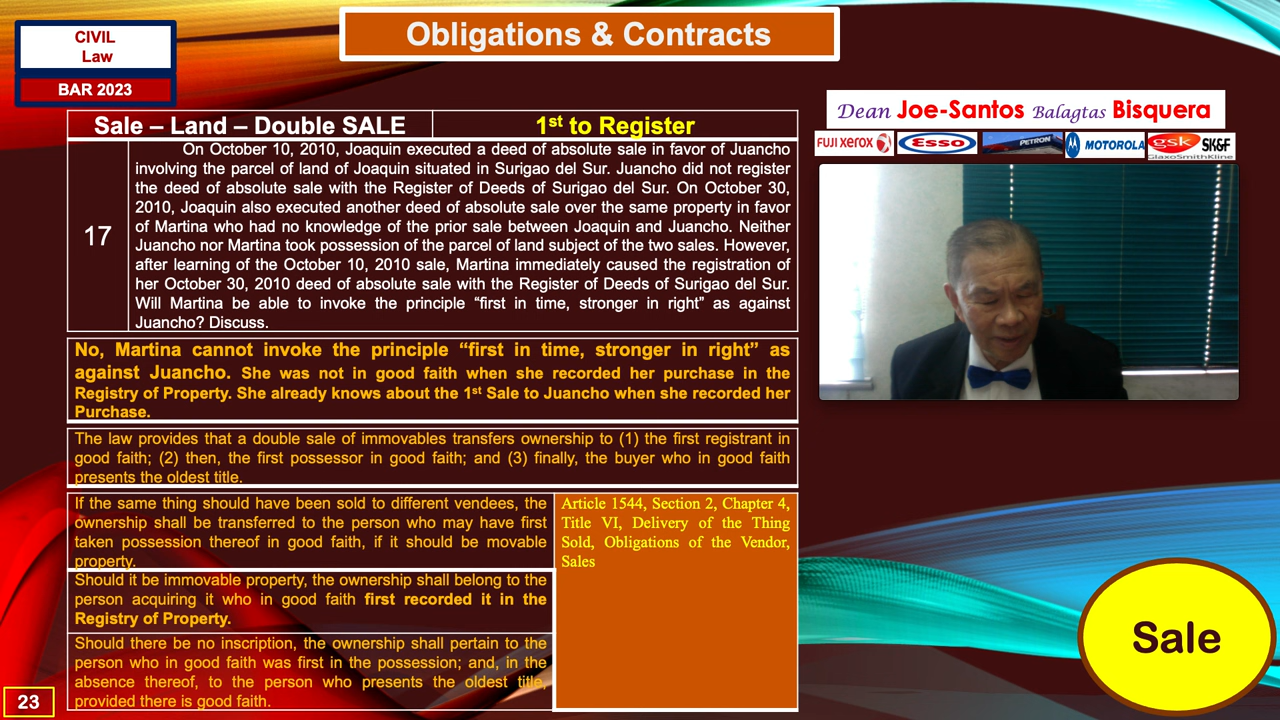 CIVIL
Law
BAR 2023
Obligations & Contracts
Dean Joe-Santos Balagtas Bisquera
FUJI XEROX
Esso
PETRON
MOTOROLA
gsk
GlaxoSmithKline
SK&F
Sale – Land – Double SALE
1st to Register
17
On October 10, 2010, Joaquin executed a deed of absolute sale in favor of Juancho
involving the parcel of land of Joaquin situated in Surigao del Sur. Juancho did not register
the deed of absolute sale with the Register of Deeds of Surigao del Sur. On October 30,
2010, Joaquin also executed another deed of absolute sale over the same property in favor
of Martina who had no knowledge of the prior sale between Joaquin and Juancho. Neither
Juancho nor Martina took possession of the parcel of land subject of the two sales. However,
after learning of the October 10, 2010 sale, Martina immediately caused the registration of
her October 30, 2010 deed of absolute sale with the Register of Deeds of Surigao del Sur.
Will Martina be able to invoke the principle “first in time, stronger in right” as against
Juancho? Discuss.
No, Martina cannot invoke the principle “first in time, stronger in right” as
against Juancho. She was not in good faith when she recorded her purchase in the
Registry of Property. She already knows about the 1st Sale to Juancho when she recorded her
Purchase.
The law provides that a double sale of immovables transfers ownership to (1) the first registrant in
good faith; (2) then, the first possessor in good faith; and (3) finally, the buyer who in good faith
presents the oldest title.
If the same thing should have been sold to different vendees, the
ownership shall be transferred to the person who may have first
taken possession thereof in good faith, if it should be movable
property.
Article 1544, Section 2, Chapter 4,
Title VI, Delivery of the Thing
Sold, Obligations of the Vendor,
Sales
Should it be immovable property, the ownership shall belong to the
person acquiring it who in good faith first recorded it in the
Registry of Property.
Should there be no inscription, the ownership shall pertain to the
person who in good faith was first in the possession; and, in the
absence thereof, to the person who presents the oldest title,
provided there is good faith.
Sale
23